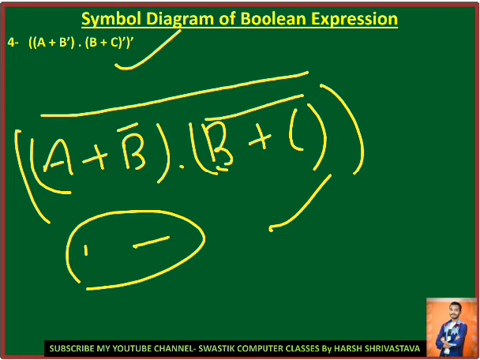 Symbol Diagram of Boolean Expression
4- ((A + B’) . (B + C)’)’
((A + B̅) . (B + C))
SUBSCRIBE MY YOUTUBE CHANNEL- SWASTIK COMPUTER CLASSES By HARSH SHRIVASTAVA